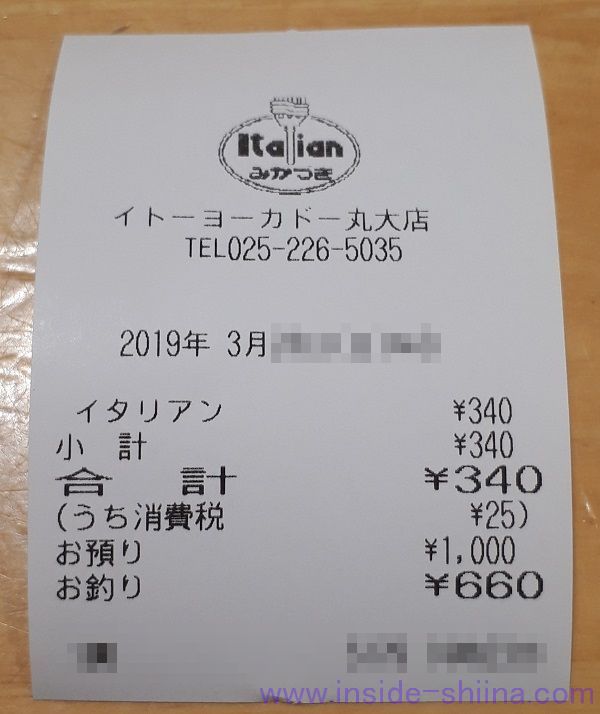 Italian
みかづき
イトーヨーカドー丸大店
TEL025-226-5035
2019年 3月
イタリアン ¥340
小 計 ¥340
合 計 ¥340
(うち消費税 ¥25)
お預り ¥1,000
お釣り ¥660
www.inside-shiina.com